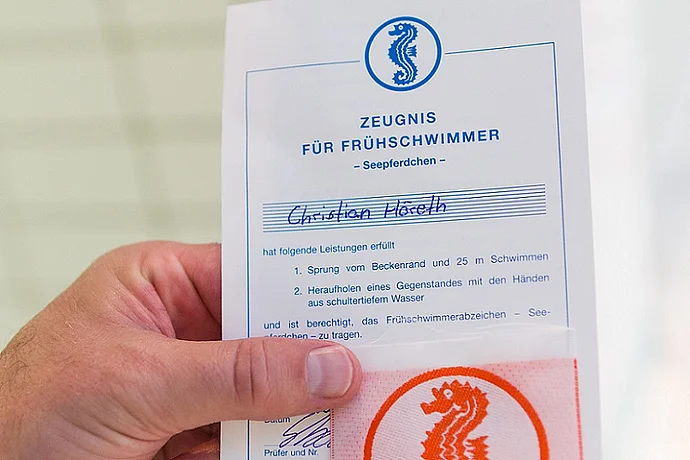 ZEUGNIS
FÜR FRÜHSCHWIMMER
– Seepferdchen –
Christian Höreth
hat folgende Leistungen erfüllt
1. Sprung vom Beckenrand und 25 m Schwimmen
2. Heraufholen eines Gegenstandes mit den Händen
aus schultertiefem Wasser
und ist berechtigt, das Frühschwimmerabzeichen – See-
pferdchen – zu tragen.
Datum
Prüfer und Nr.